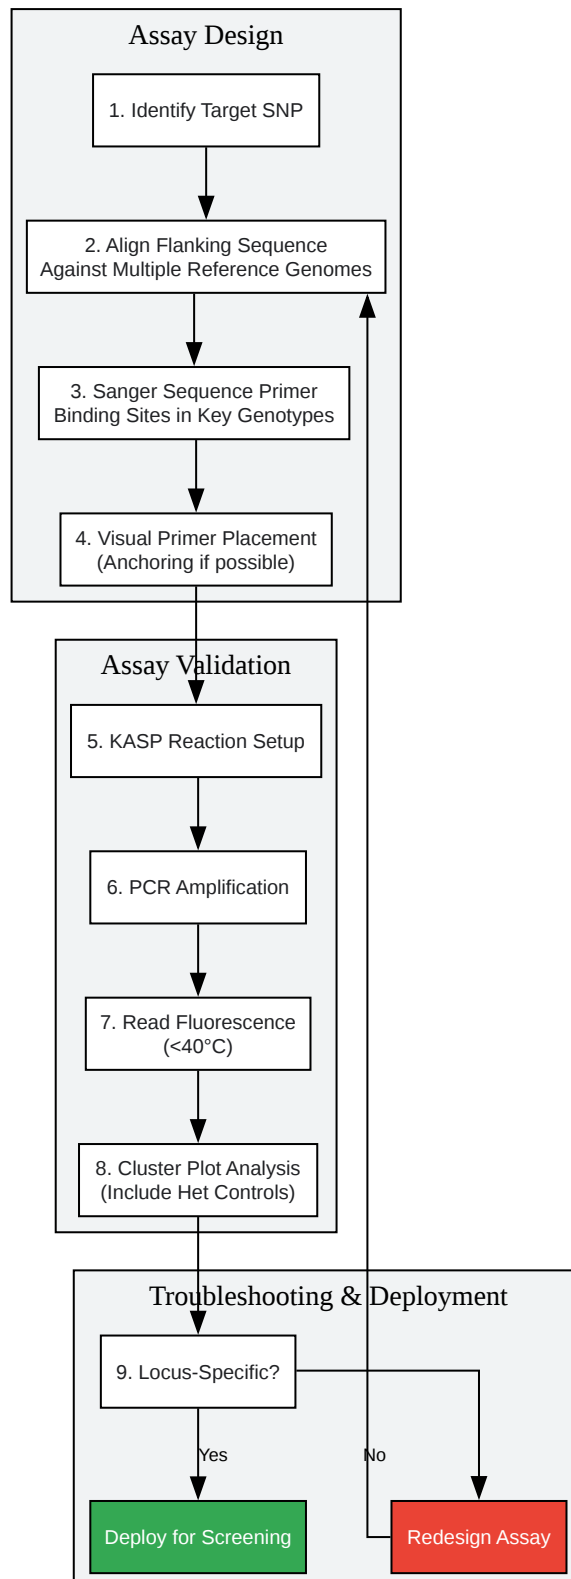 Assay Design
1. Identify Target SNP
2. Align Flanking Sequence
Against Multiple Reference Genomes
3. Sanger Sequence Primer
Binding Sites in Key Genotypes
4. Visual Primer Placement
(Anchoring if possible)
Assay Validation
5. KASP Reaction Setup
6. PCR Amplification
7. Read Fluorescence
(<40°C)
8. Cluster Plot Analysis
(Include Het Controls)
Troubleshooting & Deployment
9. Locus-Specific?
Yes
No
Deploy for Screening
Redesign Assay